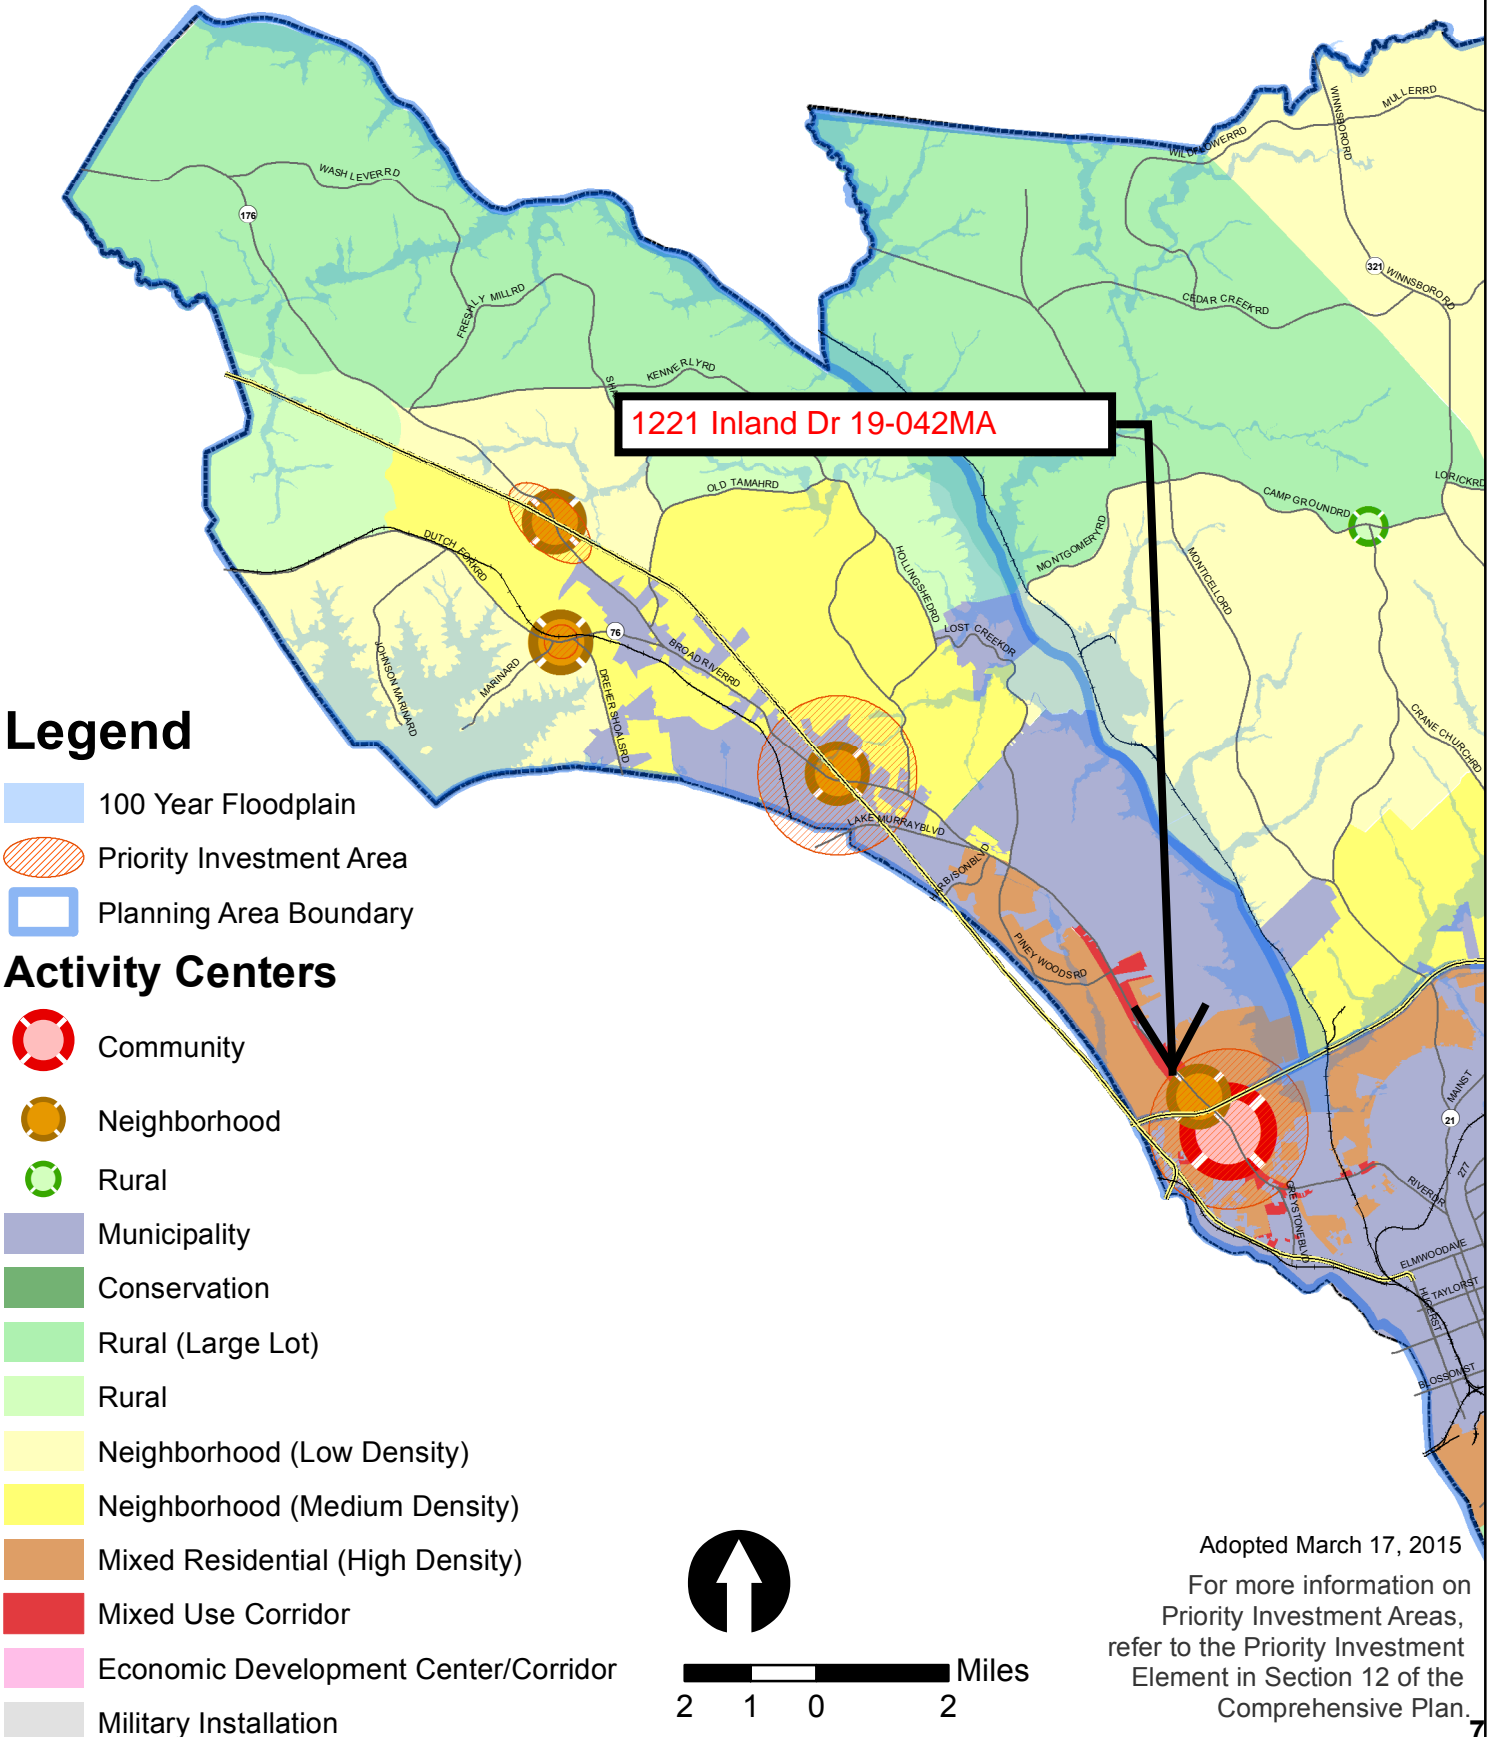 WINNSBORO RD
MULLER RD
WILDFLOWER RD
WASH LEVER RD
176
321
WINNSBORO RD
CEDAR CREEK RD
FRESHLY MILL RD
KENNERLY RD
1221 Inland Dr 19-042MA
LORICK RD
OLD TAMAH RD
CAMP GROUND RD
MONTGOMERY RD
DUTCH FORK RD
HOLLINGSHED RD
MONTICELLO RD
LOST CREEK DR
76
BROAD RIVER RD
JOHNSON MARINA RD
MARINA RD
DREHER SHOALS RD
CRANE CHURCH RD
LAKE MURRAY BLVD
HARBISON BLVD
PINEY WOODS RD
MAIN ST
21
277
RIVER DR
GREYSTONE BLVD
ELMWOOD AVE
TAYLOR ST
HUGER ST
BLOSSOM ST
Legend
100 Year Floodplain
Priority Investment Area
Planning Area Boundary
Activity Centers
Community
Neighborhood
Rural
Municipality
Conservation
Rural (Large Lot)
Rural
Neighborhood (Low Density)
Neighborhood (Medium Density)
Mixed Residential (High Density)
Mixed Use Corridor
Economic Development Center/Corridor
Military Installation
Miles
2 1 0 2
Adopted March 17, 2015
For more information on
Priority Investment Areas,
refer to the Priority Investment
Element in Section 12 of the
Comprehensive Plan.
7